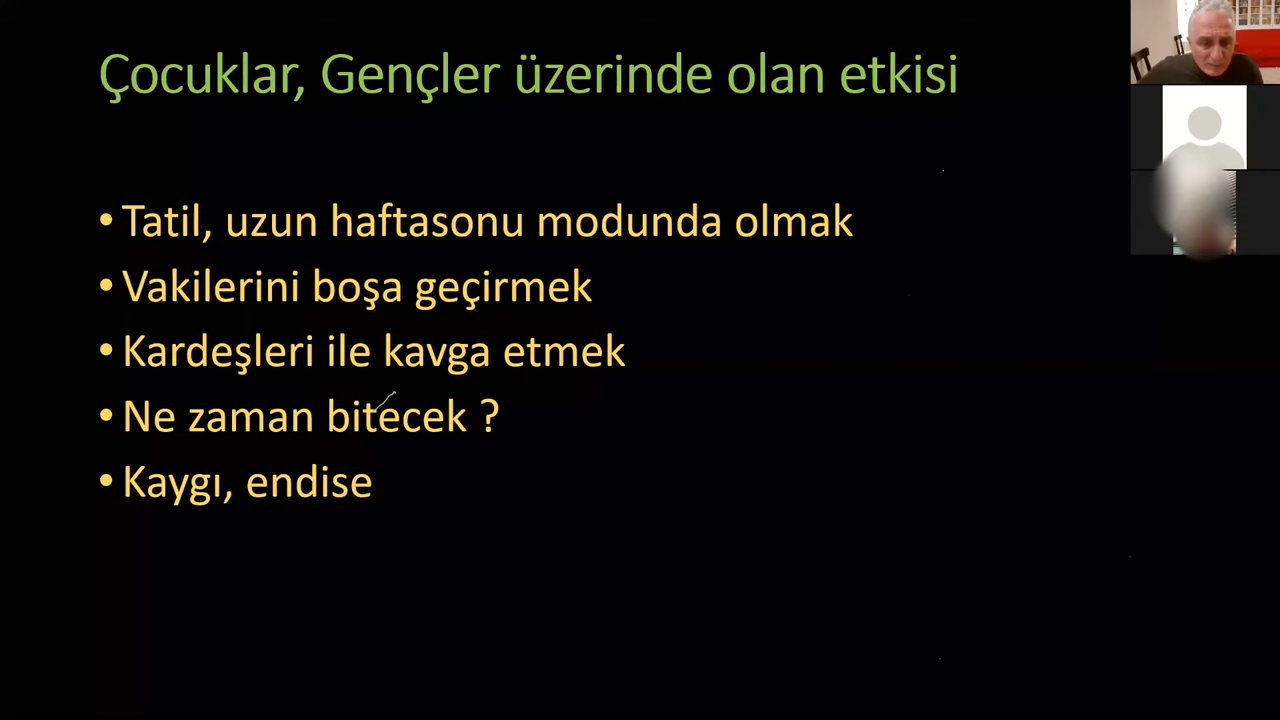 Çocuklar, Gençler üzerinde olan etkisi
• Tatil, uzun haftasonu modunda olmak
• Vakilerini boşa geçirmek
• Kardeşleri ile kavga etmek
• Ne zaman bitecek ?
• Kaygı, endise